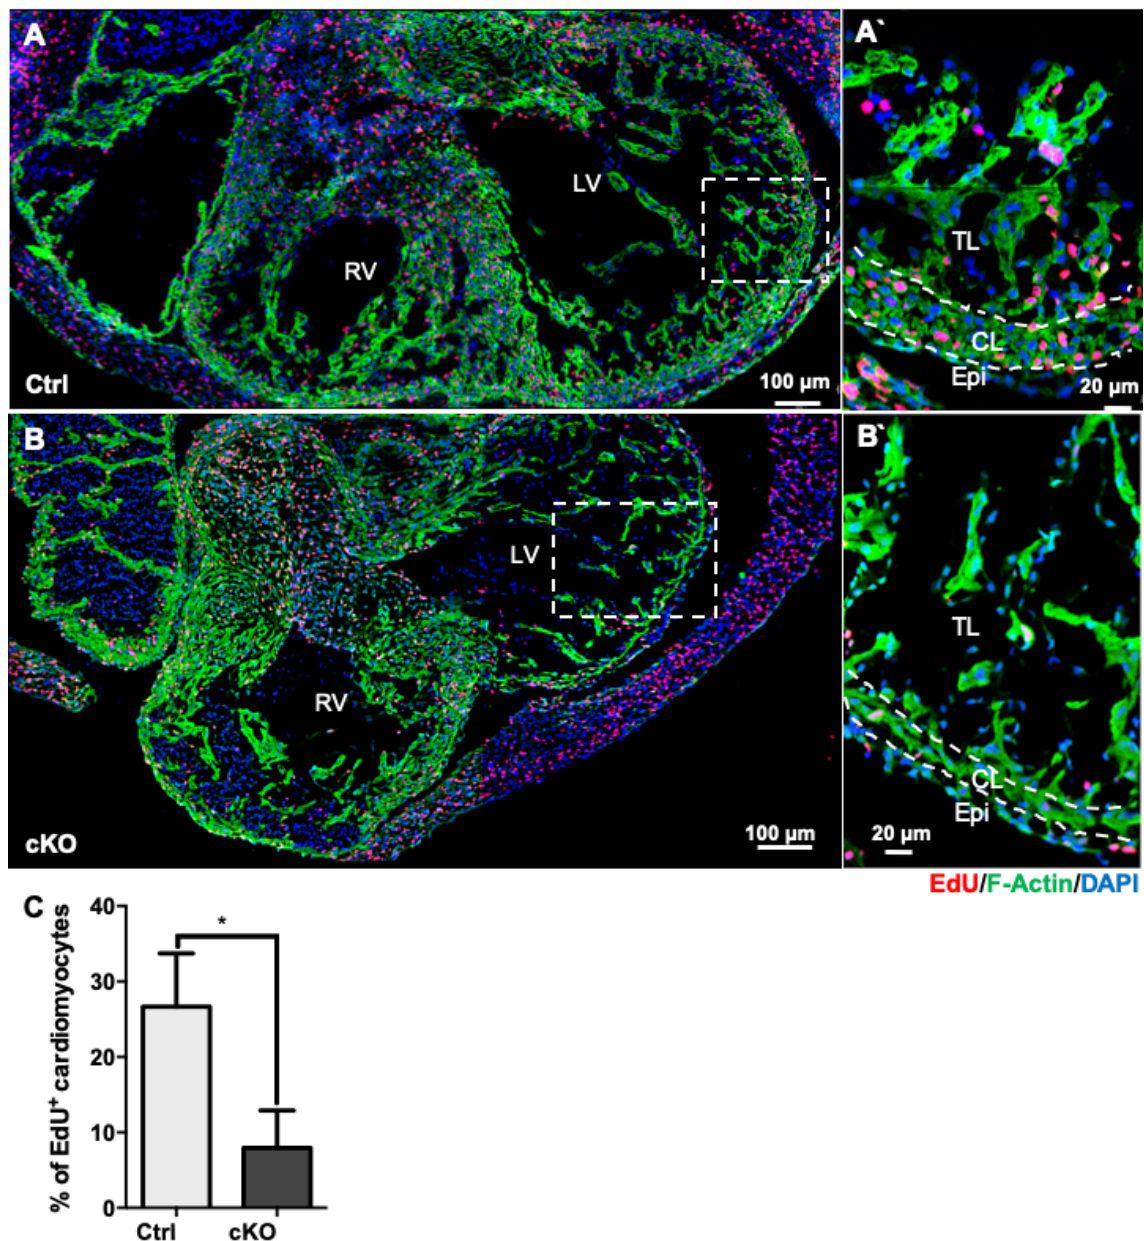 A
LV
RV
Ctrl
100 µm
A`
TL
CL
Epi
20 µm
B
LV
RV
cKO
100 µm
B`
TL
CL
Epi
20 µm
EdU/F-Actin/DAPI
C
% of EdU⁺ cardiomyocytes
40
30
20
10
0
*
Ctrl cKO